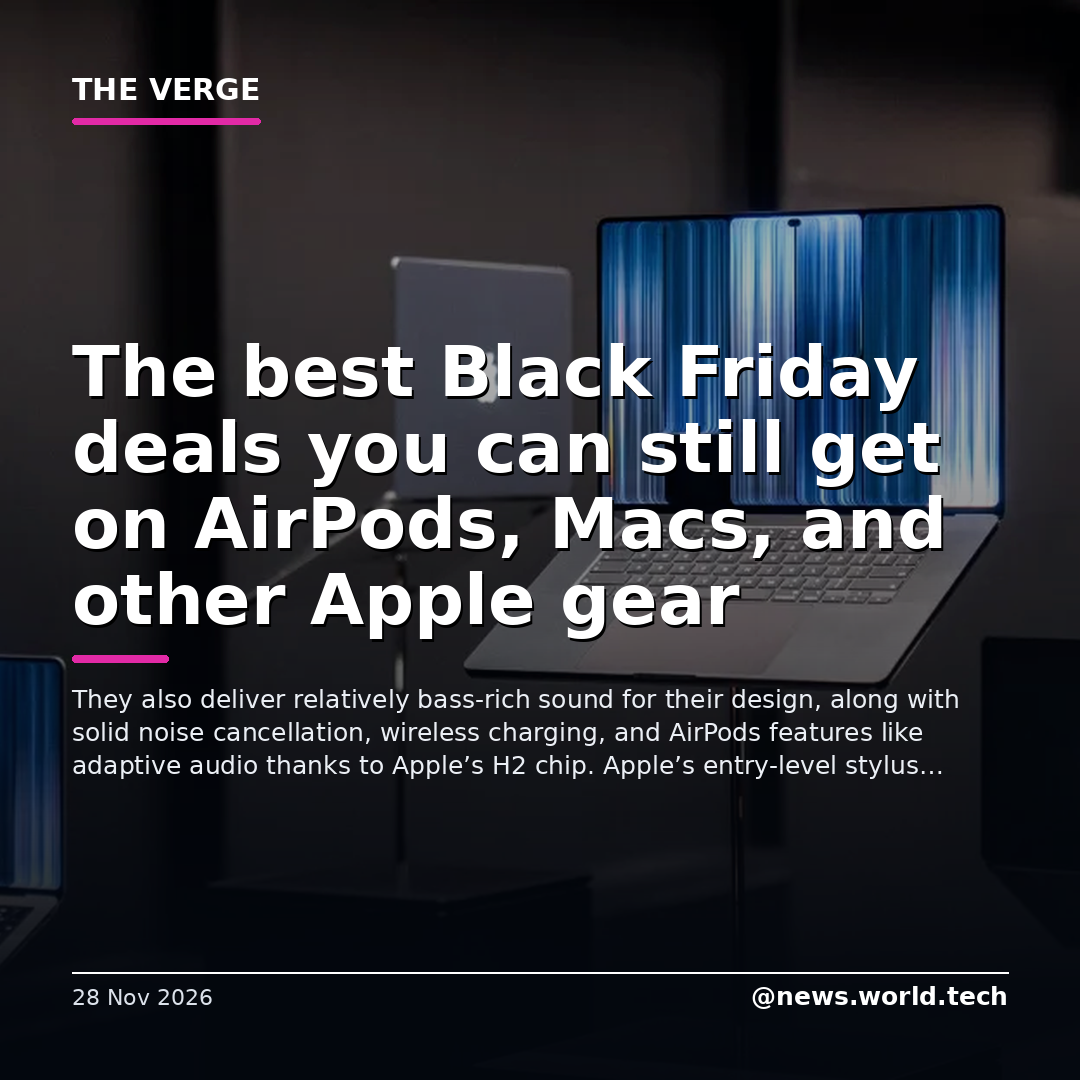 THE VERGE
The best Black Friday
deals you can still get
on AirPods, Macs, and
other Apple gear
They also deliver relatively bass-rich sound for their design, along with
solid noise cancellation, wireless charging, and AirPods features like
adaptive audio thanks to Apple’s H2 chip. Apple’s entry-level stylus…
28 Nov 2026
@news.world.tech